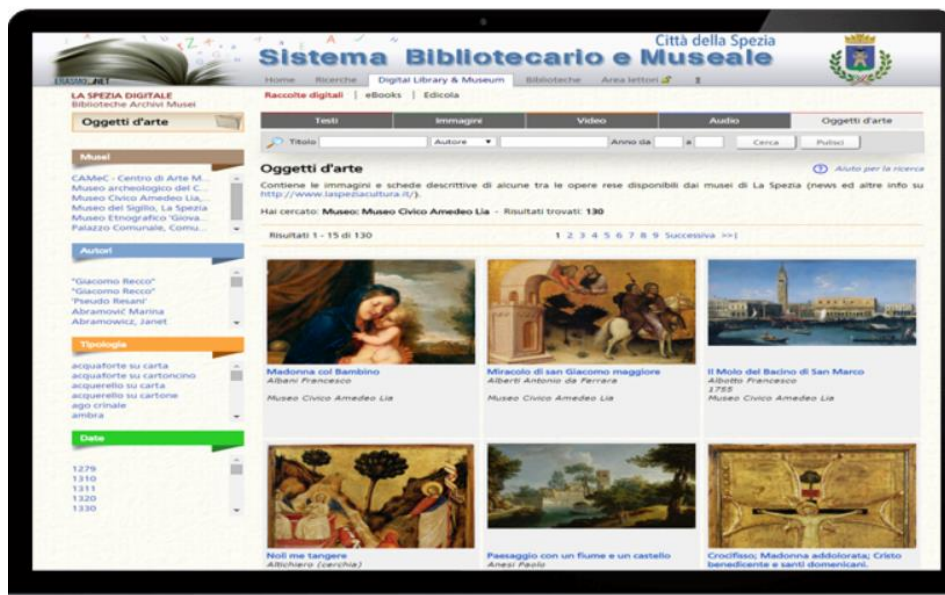 Città della Spezia
Sistema Bibliotecario e Museale
ERASMO.NET
Home Ricerche Digital Library & Museum Biblioteche Area lettori
LA SPEZIA DIGITALE
Biblioteche Archivi Musei
Raccolte digitali | eBooks | Edicola
Oggetti d'arte
Testi Immagini Video Audio Oggetti d'arte
Titolo Autore Anno da a Cerca Pulisci
Musei
CAMeC - Centro di Arte M...
Museo archeologico del C...
Museo Civico Amedeo Lia,...
Museo del Sigillo, La Spezia
Museo Etnografico 'Giova...
Palazzo Comunale, Comu...
Autori
"Giacomo Recco"
"Giacomo Recco"
'Pseudo Resani'
Abramović Marina
Abramowicz, Janet
Tipologia
acquaforte su carta
acquaforte su cartoncino
acquerello su carta
acquerello su cartone
ago crinale
ambra
Date
1279
1310
1311
1320
1330
Oggetti d'arte
Aiuto per la ricerca
Contiene le immagini e schede descrittive di alcune tra le opere rese disponibili dai musei di La Spezia (news ed altre info su
http://www.laspeziacultura.it/).
Hai cercato: Museo: Museo Civico Amedeo Lia - Risultati trovati: 130
Risultati 1 - 15 di 130 1 2 3 4 5 6 7 8 9 Successiva >>|
Madonna col Bambino
Albani Francesco
Museo Civico Amedeo Lia
Miracolo di san Giacomo maggiore
Alberti Antonio da Ferrara
Museo Civico Amedeo Lia
Il Molo del Bacino di San Marco
Albotto Francesco
1755
Museo Civico Amedeo Lia
Noli me tangere
Altichiero (cerchia)
Paesaggio con un fiume e un castello
Anesi Paolo
Crocifisso; Madonna addolorata; Cristo
benedicente e santi domenicani.